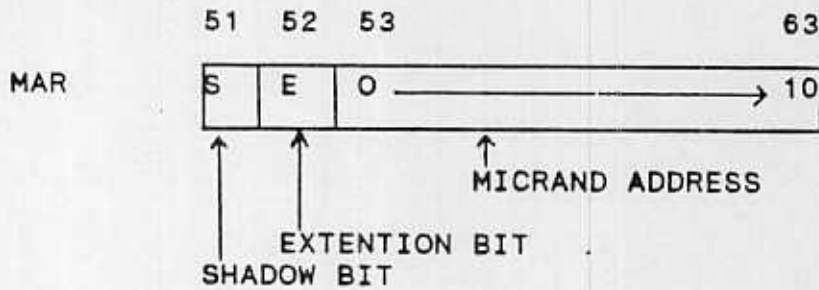 51 52 53 63
MAR S E O 10
MICRAND ADDRESS
EXTENTION BIT
SHADOW BIT